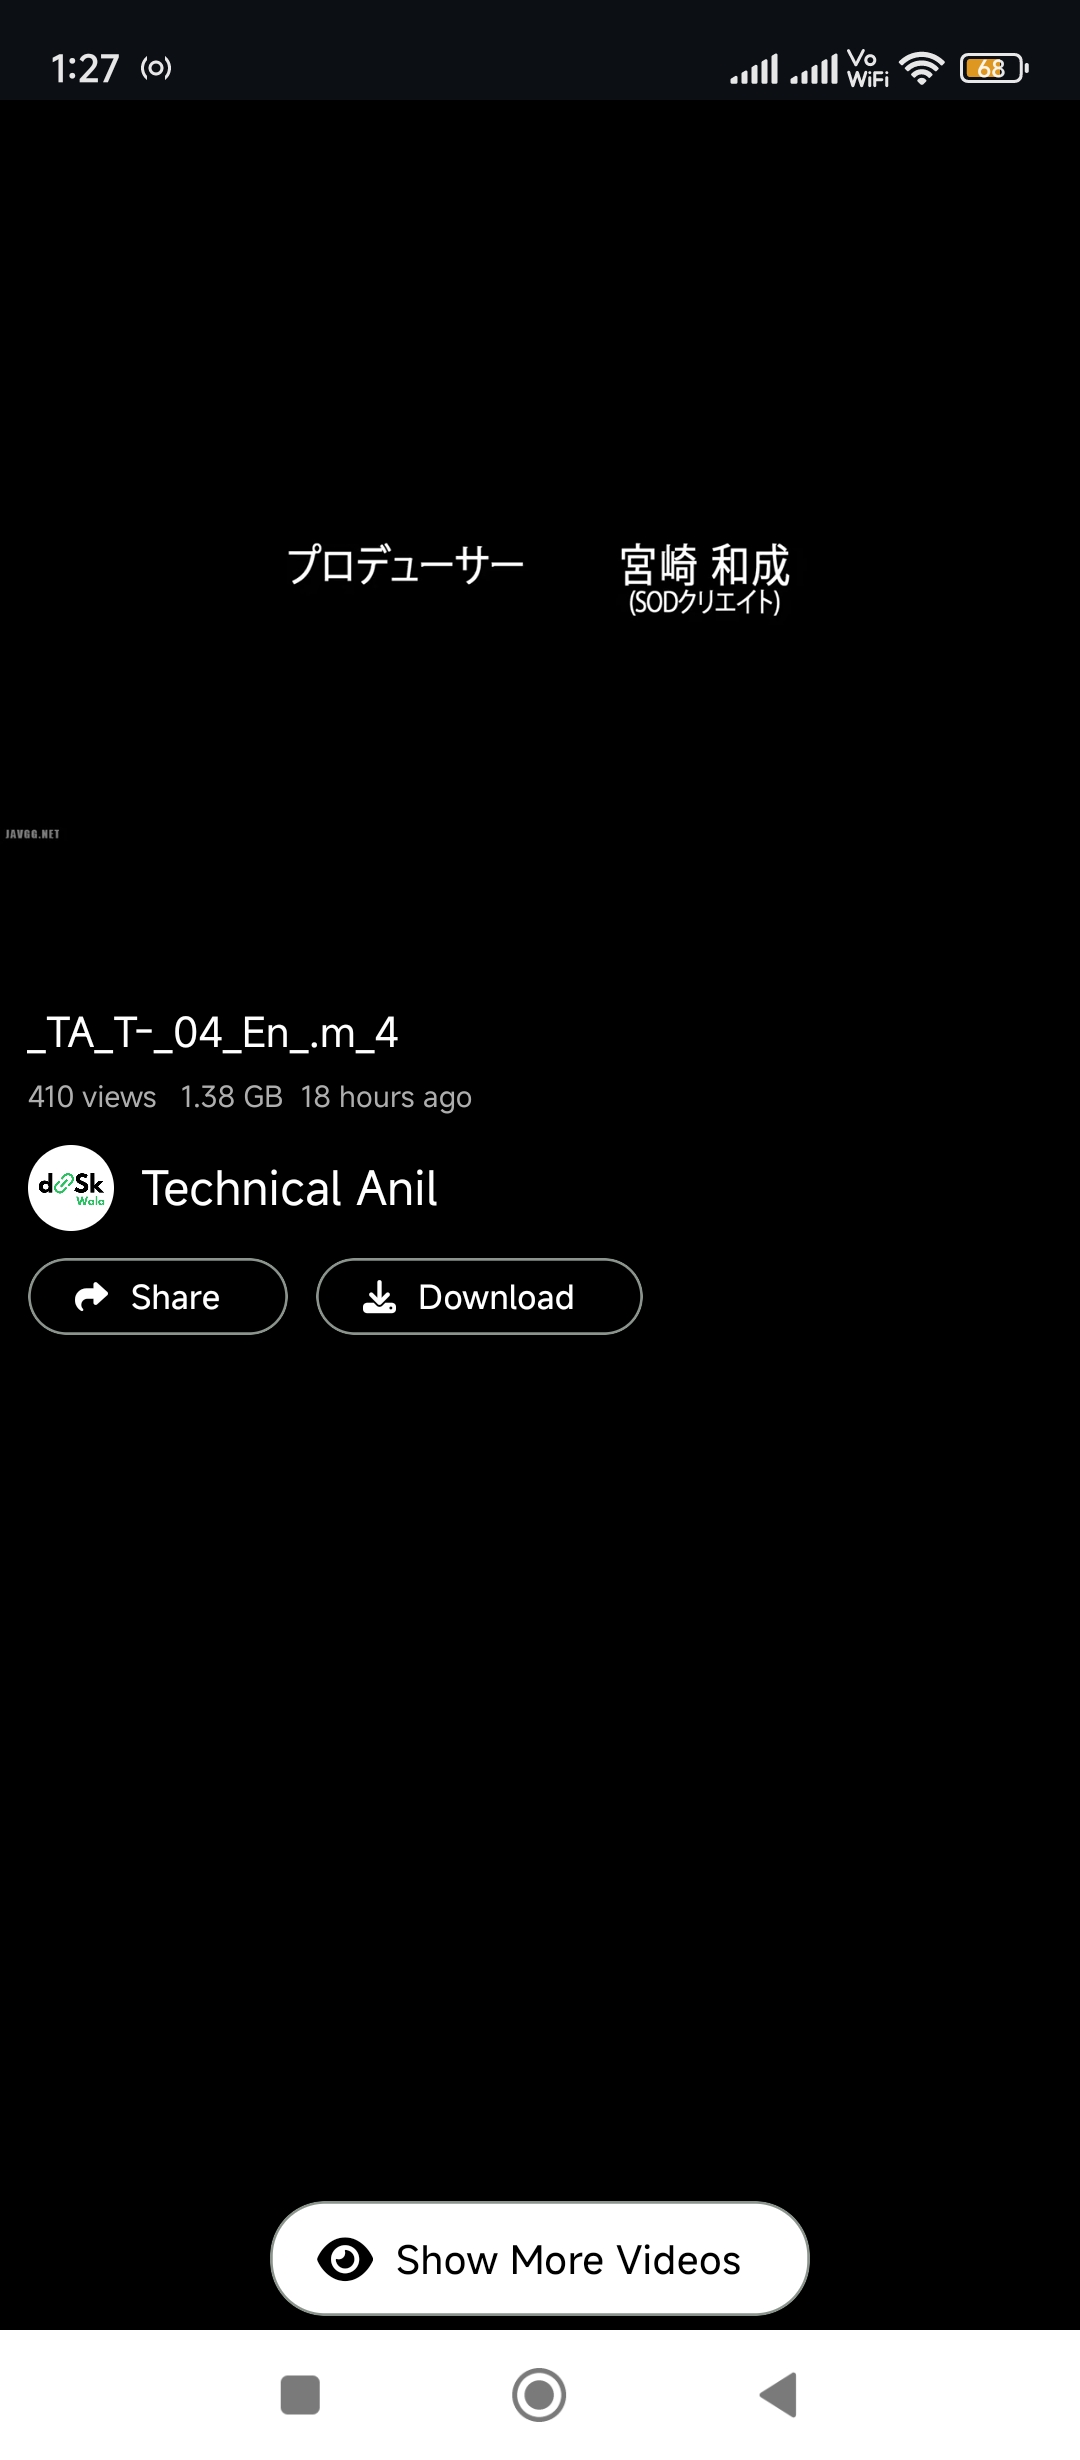 1:27
Vo
WiFi
68
プロデューサー 宮崎 和成
(SODクリエイト)
JAVGG.NET
_TA_T-_04_En_.m_4
410 views 1.38 GB 18 hours ago
d Sk
Wala
Technical Anil
Share Download
Show More Videos